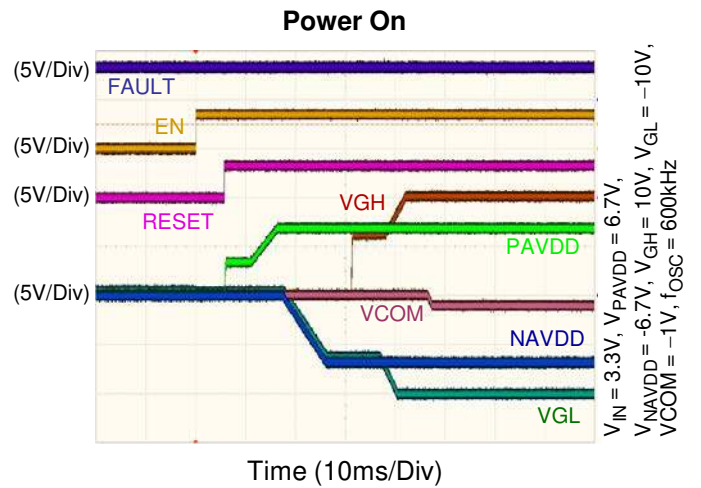 Power On
(5V/Div)
FAULT
EN
(5V/Div)
(5V/Div)
RESET
VGH
PAVDD
(5V/Div)
VCOM
NAVDD
VGL
Time (10ms/Div)
VIN = 3.3V, VPAVDD = 6.7V,
VNAVDD = -6.7V, VGH = 10V, VGL = −10V,
VCOM = −1V, fOSC = 600kHz